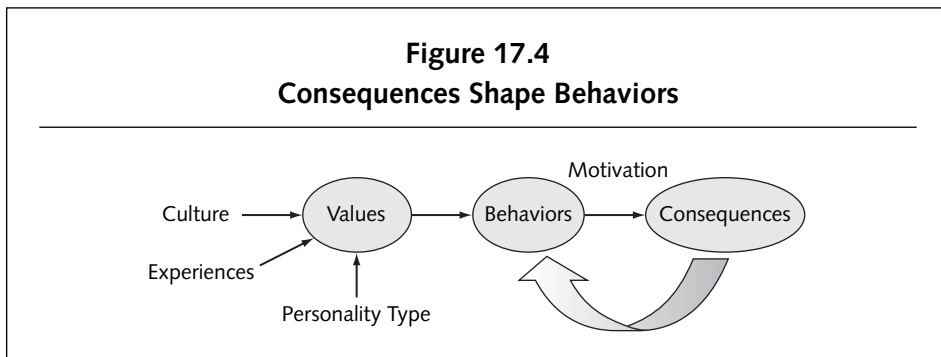 Figure 17.4
Consequences Shape Behaviors
Motivation
Culture
Values
Behaviors
Consequences
Experiences
Personality Type